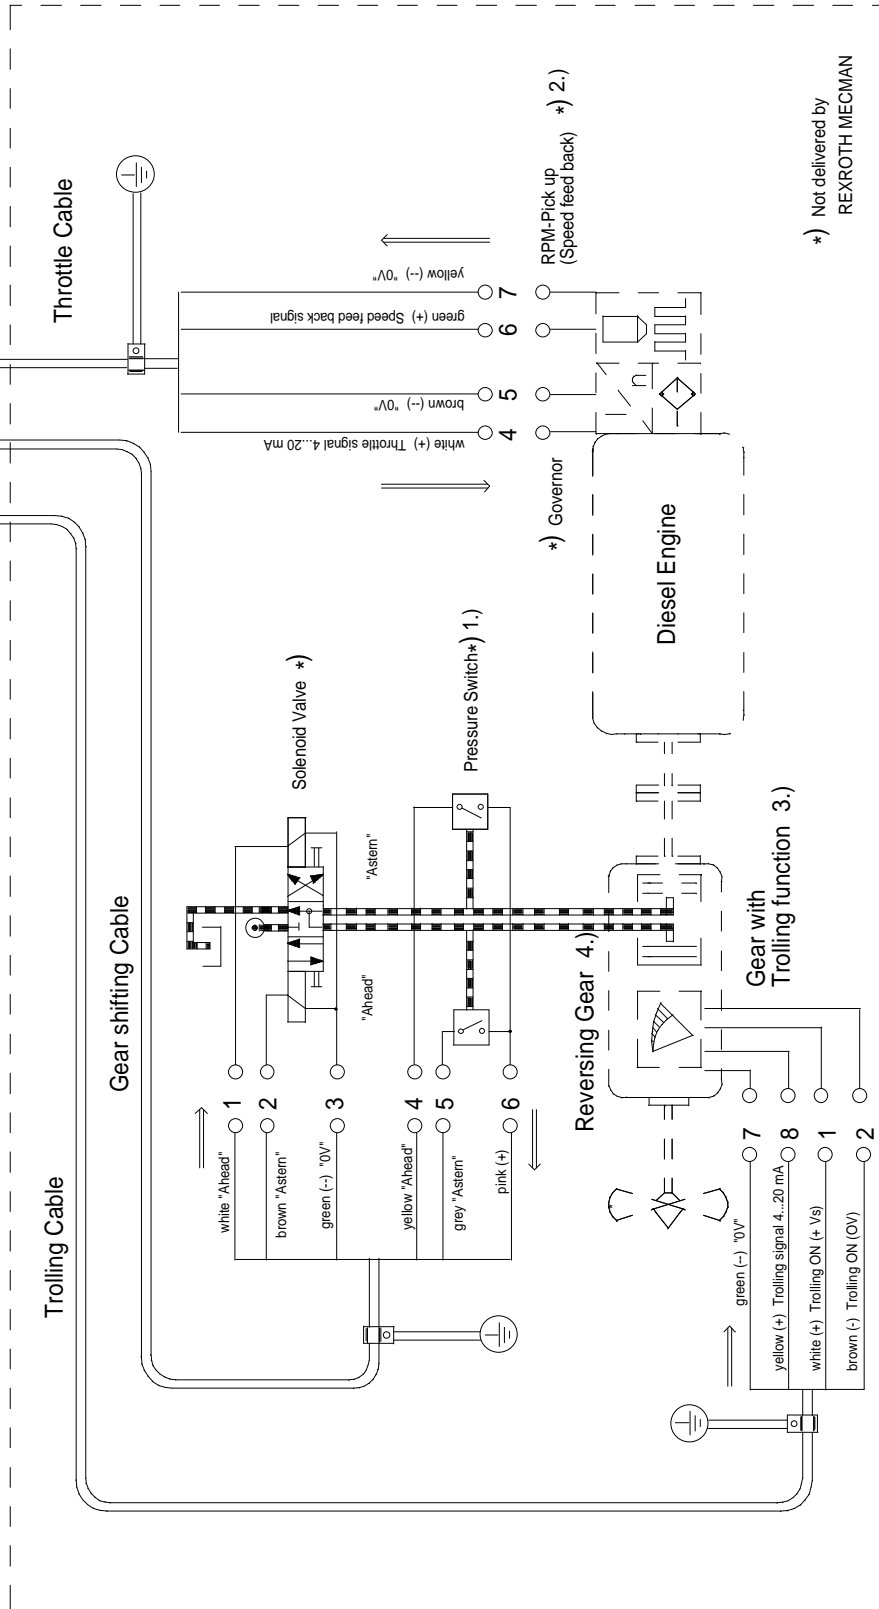 Trolling Cable
Gear shifting Cable
Throttle Cable
white "Ahead"
1
brown "Astern"
2
green (--) "0V"
3
yellow "Ahead"
4
grey "Astern"
5
pink (+)
6
Solenoid Valve *)
"Ahead"
"Astern"
Pressure Switch*) 1.)
white (+) Throttle signal 4...20 mA
4
brown (--) "0V"
5
green (+) Speed feed back signal
6
yellow (--) "0V"
7
*) Governor
RPM-Pick up
(Speed feed back) *) 2.)
n
Reversing Gear 4.)
Diesel Engine
Gear with
Trolling function 3.)
green (--) "0V"
7
yellow (+) Trolling signal 4...20 mA
8
white (+) Trolling ON (+ Vs)
1
brown (-) Trolling ON (OV)
2
*) Not delivered by
REXROTH MECMAN